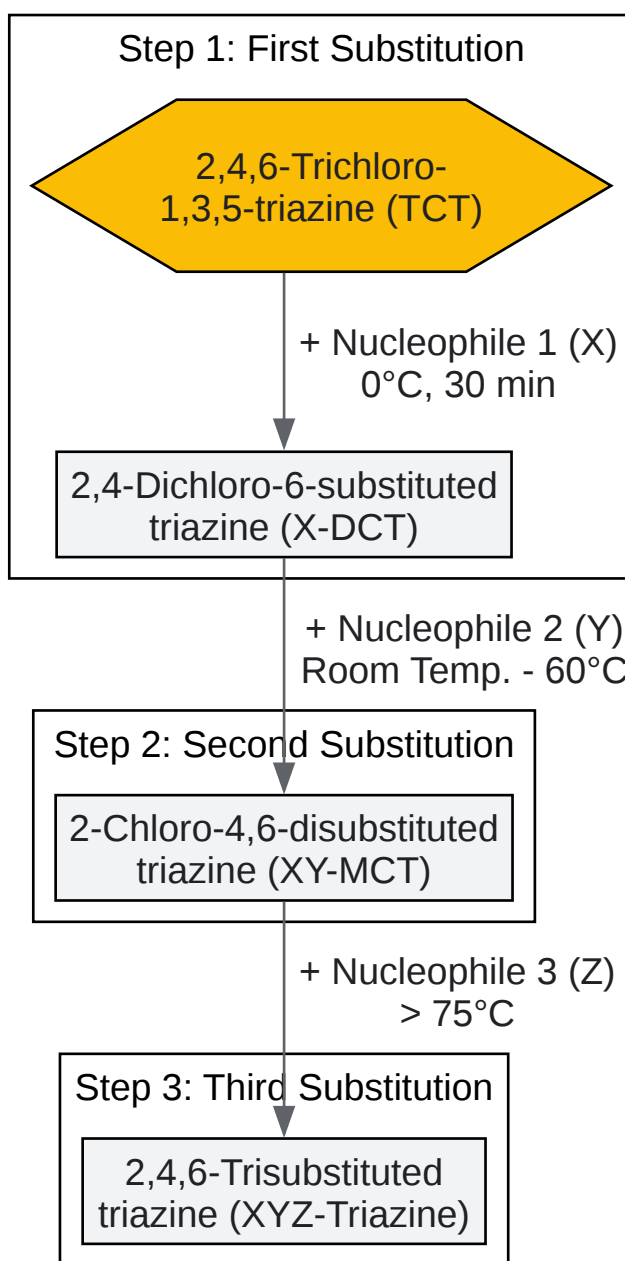 Step 1: First Substitution
2,4,6-Trichloro-
1,3,5-triazine (TCT)
+ Nucleophile 1 (X)
0°C, 30 min
2,4-Dichloro-6-substituted
triazine (X-DCT)
+ Nucleophile 2 (Y)
Room Temp. - 60°C
Step 2: Second Substitution
2-Chloro-4,6-disubstituted
triazine (XY-MCT)
+ Nucleophile 3 (Z)
> 75°C
Step 3: Third Substitution
2,4,6-Trisubstituted
triazine (XYZ-Triazine)